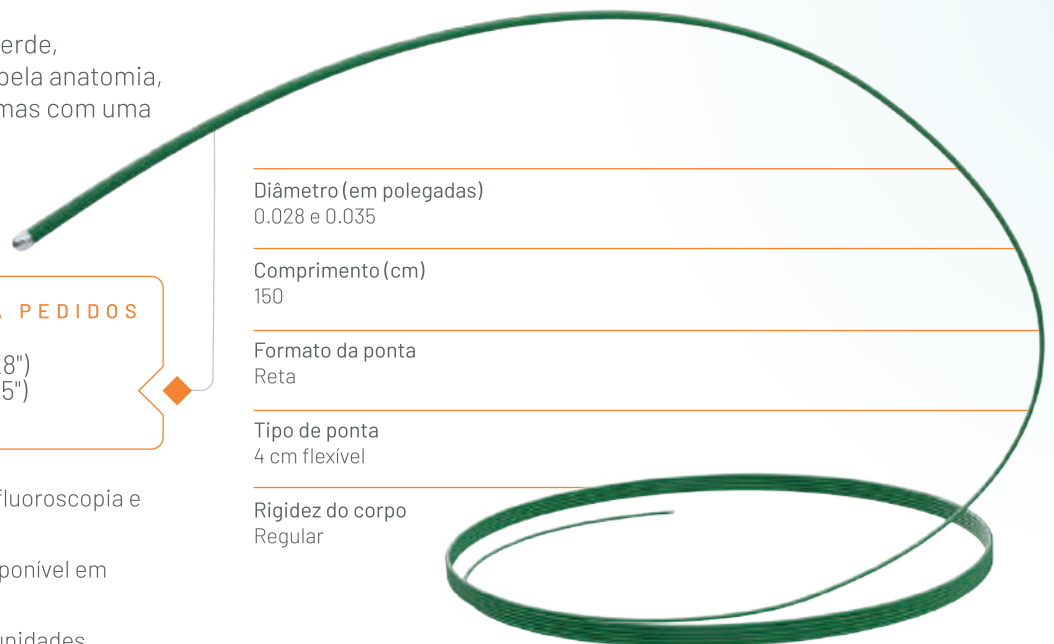 erde,
pela anatomia,
mas com uma
PEDIDOS
8")
5")
fluoroscopia e
ponível em
unidades
Diâmetro (em polegadas)
0.028 e 0.035
Comprimento (cm)
150
Formato da ponta
Reta
Tipo de ponta
4 cm flexível
Rigidez do corpo
Regular